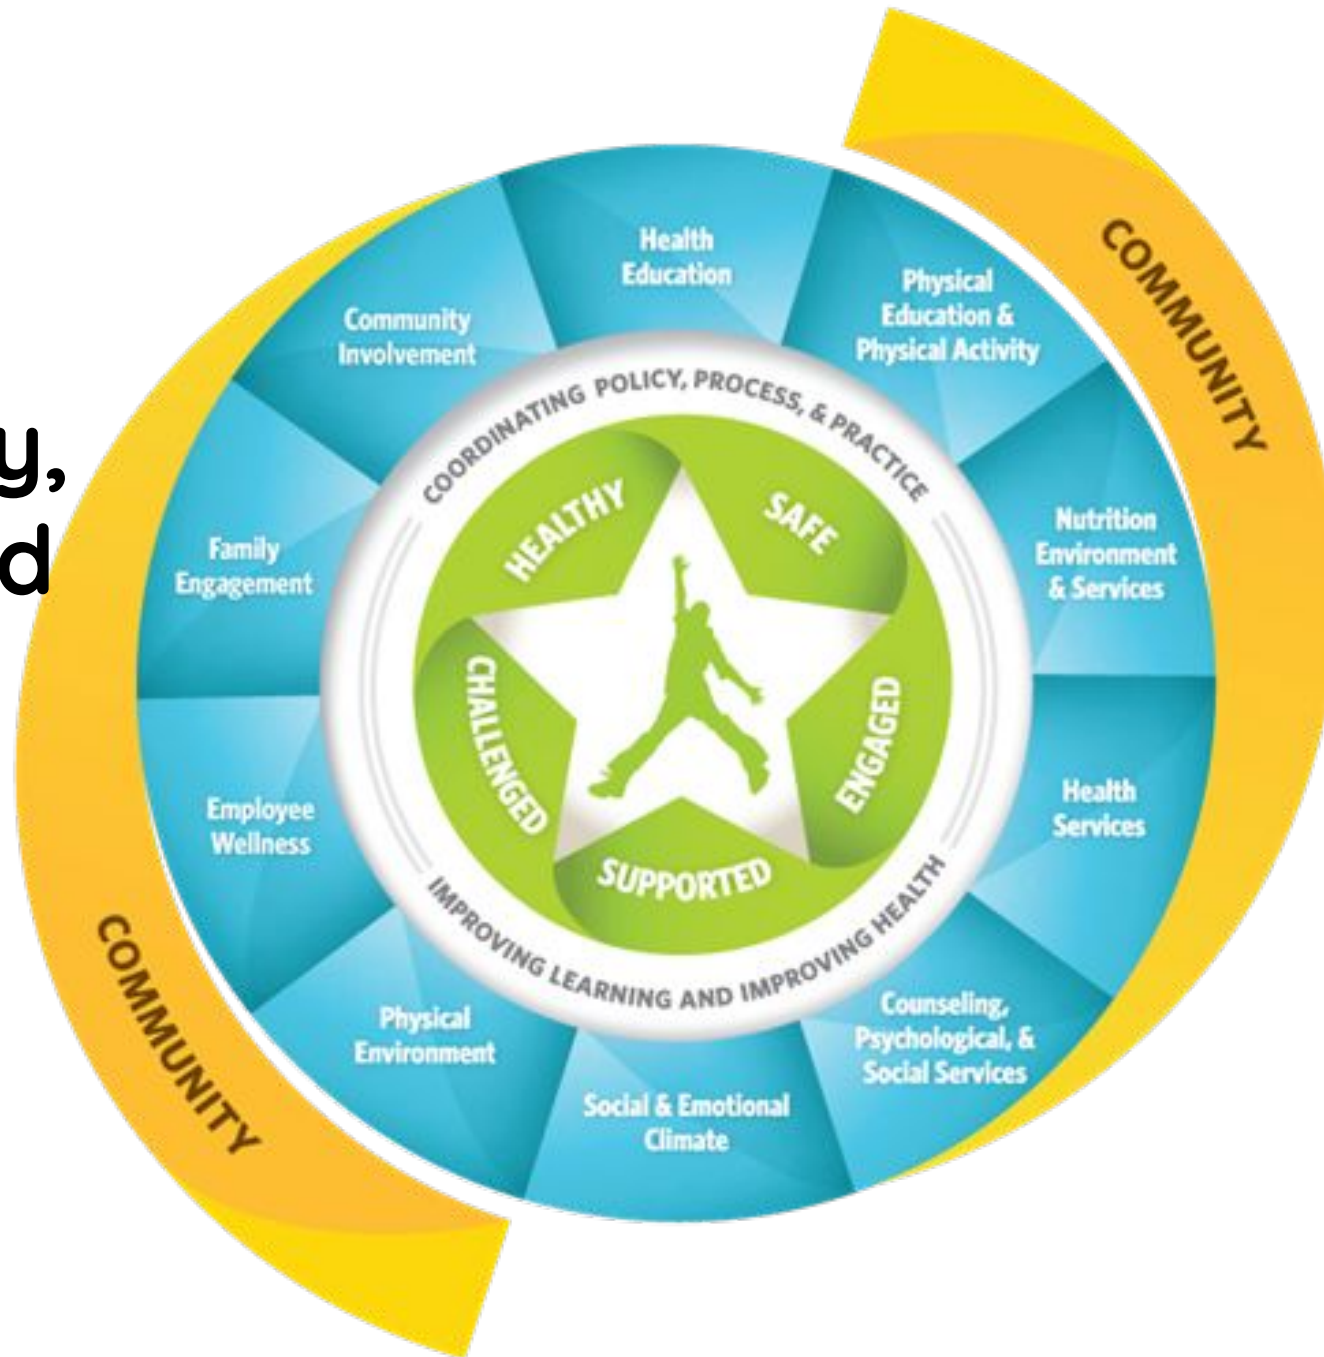 COMMUNITY
Health
Education
Physical
Education &
Physical Activity
Nutrition
Environment
& Services
Health
Services
Counseling,
Psychological, &
Social Services
Social & Emotional
Climate
Physical
Environment
Employee
Wellness
Family
Engagement
Community
Involvement
COORDINATING POLICY, PROCESS, & PRACTICE
IMPROVING LEARNING AND IMPROVING HEALTH
HEALTHY
SAFE
ENGAGED
SUPPORTED
CHALLENGED
COMMUNITY